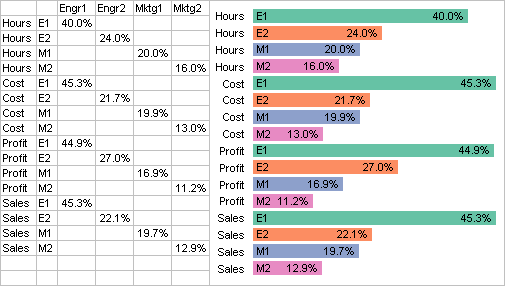 Engr1 Engr2 Mktg1 Mktg2
Hours E1 40.0%
Hours E2 24.0%
Hours M1 20.0%
Hours M2 16.0%
Cost E1 45.3%
Cost E2 21.7%
Cost M1 19.9%
Cost M2 13.0%
Profit E1 44.9%
Profit E2 27.0%
Profit M1 16.9%
Profit M2 11.2%
Sales E1 45.3%
Sales E2 22.1%
Sales M1 19.7%
Sales M2 12.9%
Hours E1 40.0%
Hours E2 24.0%
Hours M1 20.0%
Hours M2 16.0%
Cost E1 45.3%
Cost E2 21.7%
Cost M1 19.9%
Cost M2 13.0%
Profit E1 44.9%
Profit E2 27.0%
Profit M1 16.9%
Profit M2 11.2%
Sales E1 45.3%
Sales E2 22.1%
Sales M1 19.7%
Sales M2 12.9%